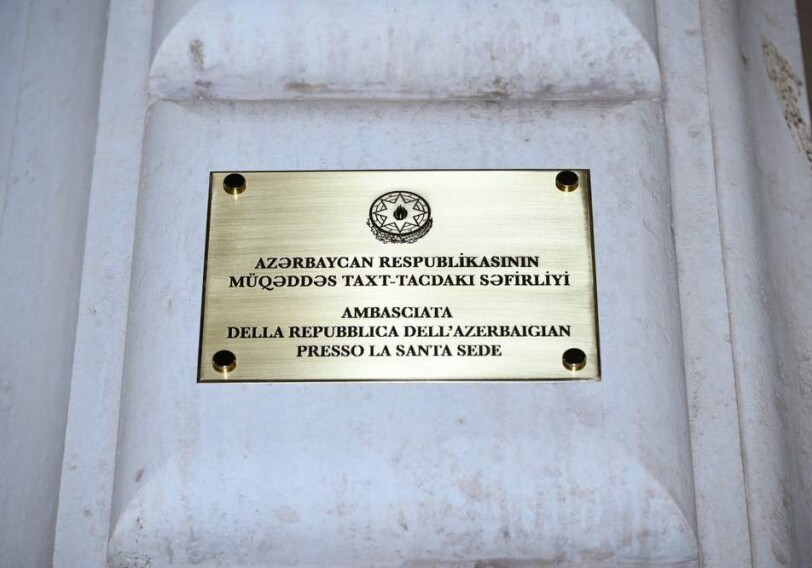 AZƏRBAYCAN RESPUBLİKASININ
MÜQƏDDƏS TAXT-TACDAKI SƏFİRLİYİ
AMBASCIATA
DELLA REPUBBLICA DELL'AZERBAIGIAN
PRESSO LA SANTA SEDE